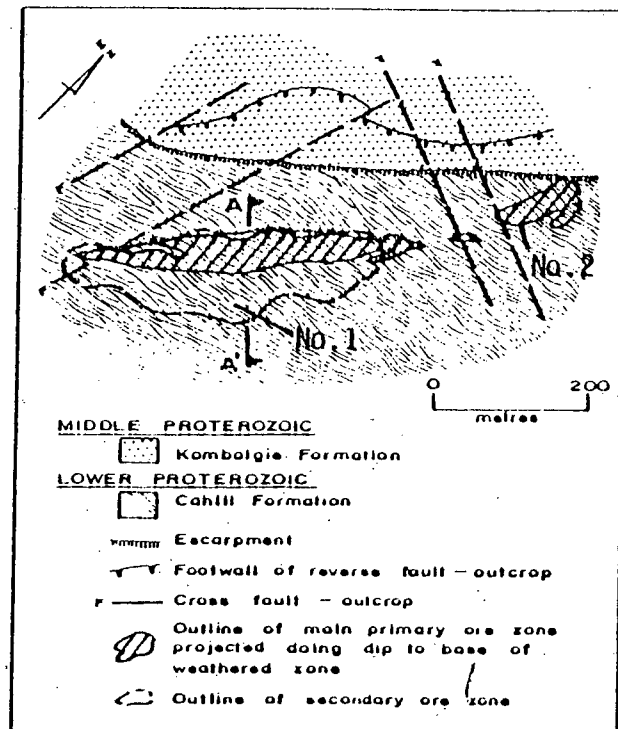 N
A
No. 2
No. 1
A'
0 200
metres
MIDDLE PROTEROZOIC
Kombolgie Formation
LOWER PROTEROZOIC
Cahill Formation
Escarpment
Footwall of reverse fault – outcrop
Cross fault – outcrop
Outline of main primary ore zone
projected along dip to base of
weathered zone
Outline of secondary ore zone